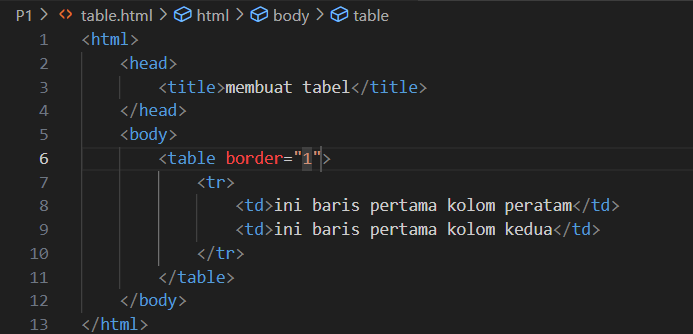 P1 > <> table.html > html > body > table
1 <html>
2 <head>
3 <title>membuat tabel</title>
4 </head>
5 <body>
6 <table border="1">
7 <tr>
8 <td>ini baris pertama kolom peratam</td>
9 <td>ini baris pertama kolom kedua</td>
10 </tr>
11 </table>
12 </body>
13 </html>